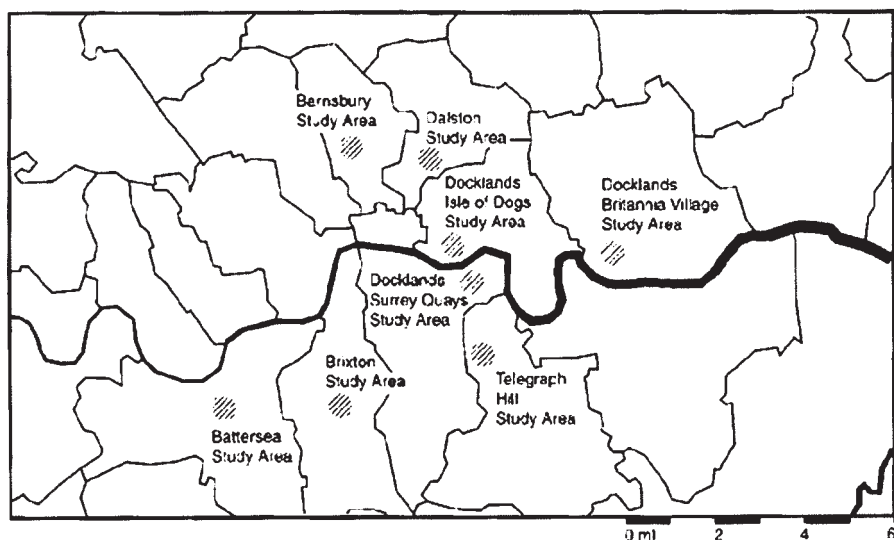 Barnsbury
Study Area
Dalston
Study Area
Docklands
Isle of Dogs
Study Area
Docklands
Britannia Village
Study Area
Docklands
Surrey Quays
Study Area
Brixton
Study Area
Telegraph
Hill
Study Area
Battersea
Study Area
0 mi 2 4 6